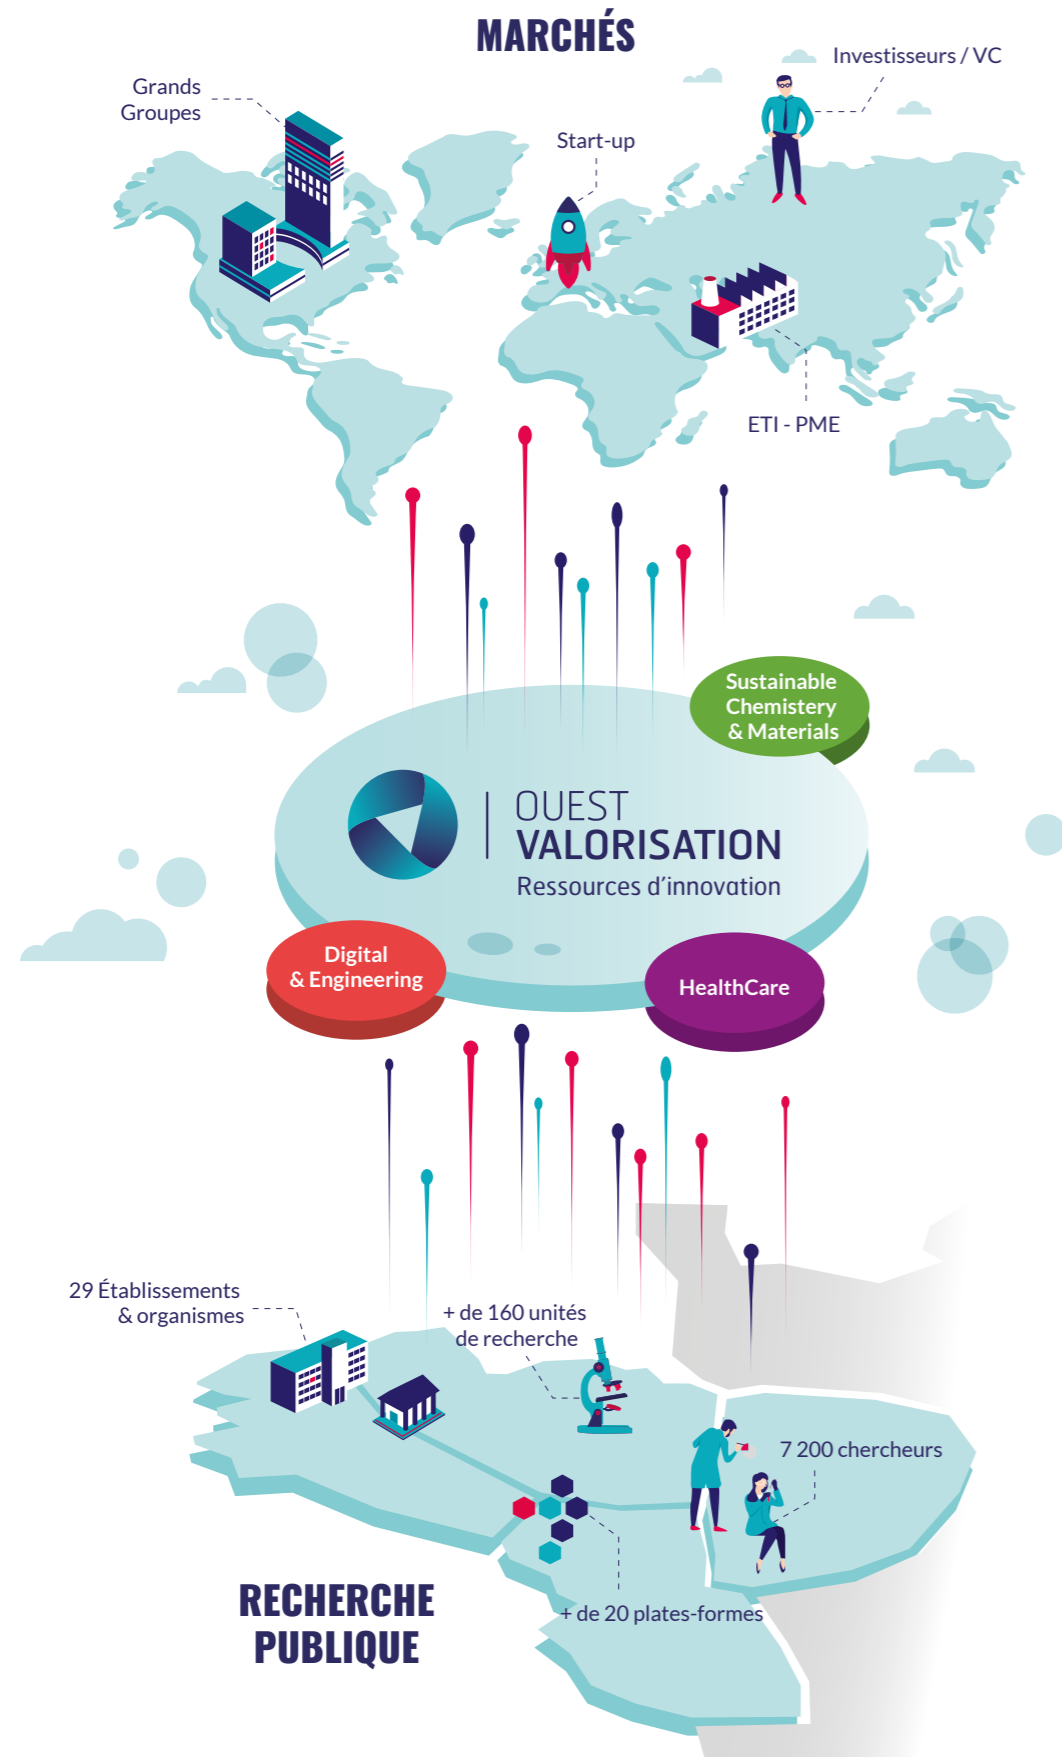 MARCHÉS
Investisseurs / VC
Grands
Groupes
Start-up
ETI - PME
Sustainable
Chemistery
& Materials
OUEST
VALORISATION
Ressources d'innovation
Digital
& Engineering
HealthCare
29 Établissements
& organismes
+ de 160 unités
de recherche
7 200 chercheurs
+ de 20 plates-formes
RECHERCHE
PUBLIQUE